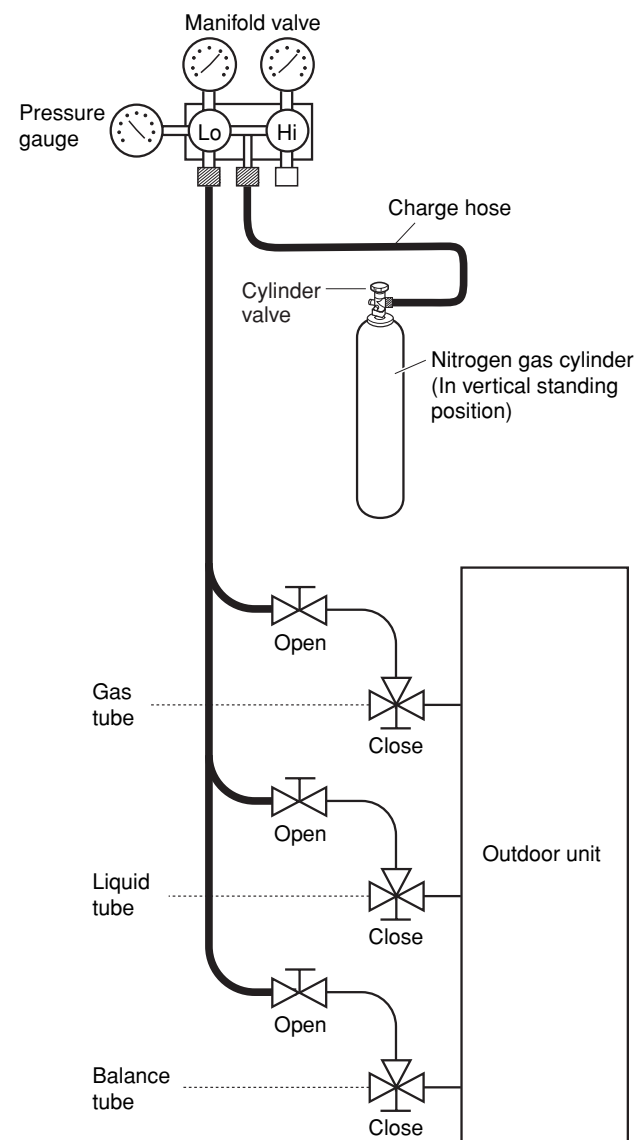 Manifold valve
Pressure
gauge
Lo
Hi
Charge hose
Cylinder
valve
Nitrogen gas cylinder
(In vertical standing
position)
Open
Gas
tube
Close
Open
Outdoor unit
Liquid
tube
Close
Open
Balance
tube
Close